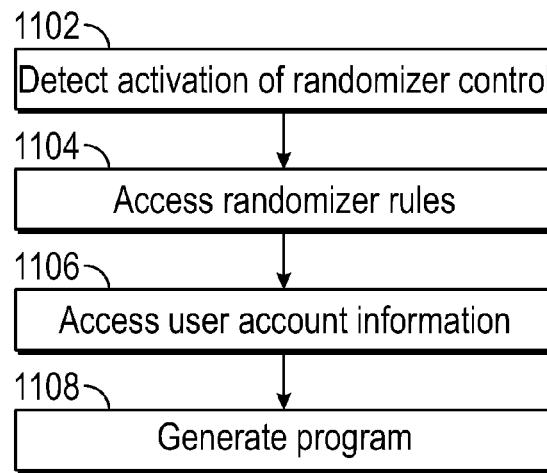 1102
Detect activation of randomizer control
1104
Access randomizer rules
1106
Access user account information
1108
Generate program